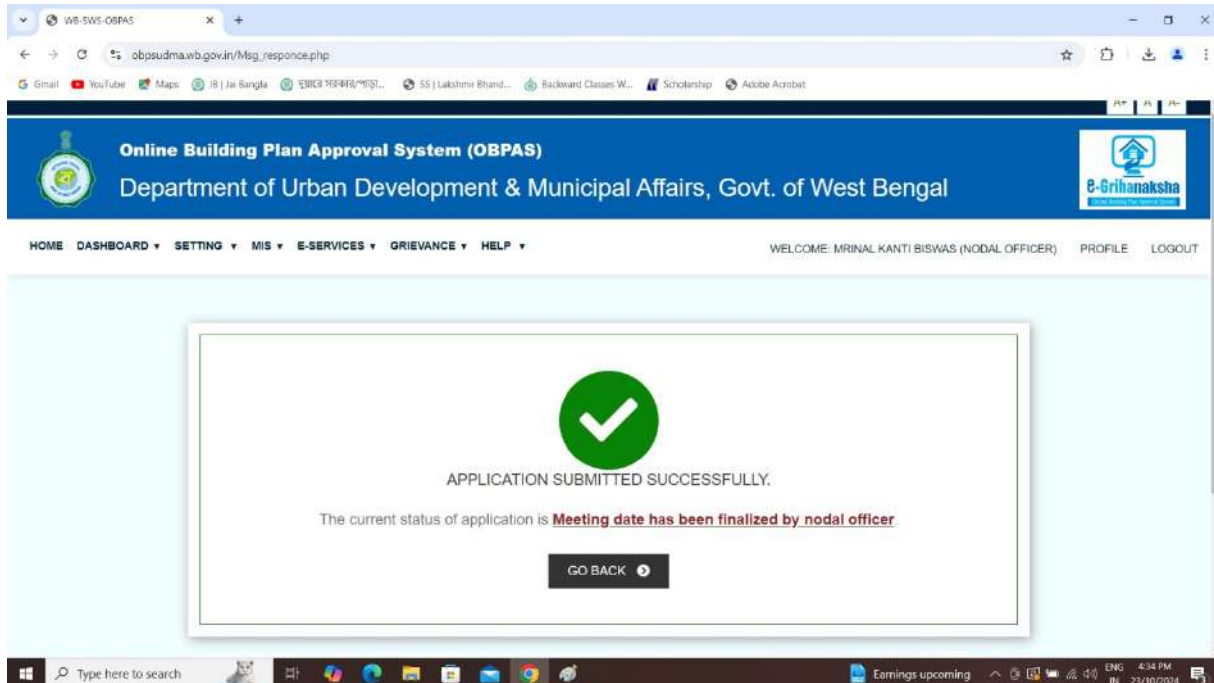 WB-SWS-OBPAS
obpsudma.wb.gov.in/Msg_responce.php
Gmail YouTube Maps JB | Jai Bangla SS | Lakshmir Bhand... Backward Classes W... Scholarship Adobe Acrobat
A+ A A-
Online Building Plan Approval System (OBPAS)
Department of Urban Development & Municipal Affairs, Govt. of West Bengal
e-Grihanaksha
HOME DASHBOARD SETTING MIS E-SERVICES GRIEVANCE HELP WELCOME: MRINAL KANTI BISWAS (NODAL OFFICER) PROFILE LOGOUT
APPLICATION SUBMITTED SUCCESSFULLY.
The current status of application is Meeting date has been finalized by nodal officer.
GO BACK
Type here to search Earnings upcoming ENG 4:34 PM
IN 23/10/2024